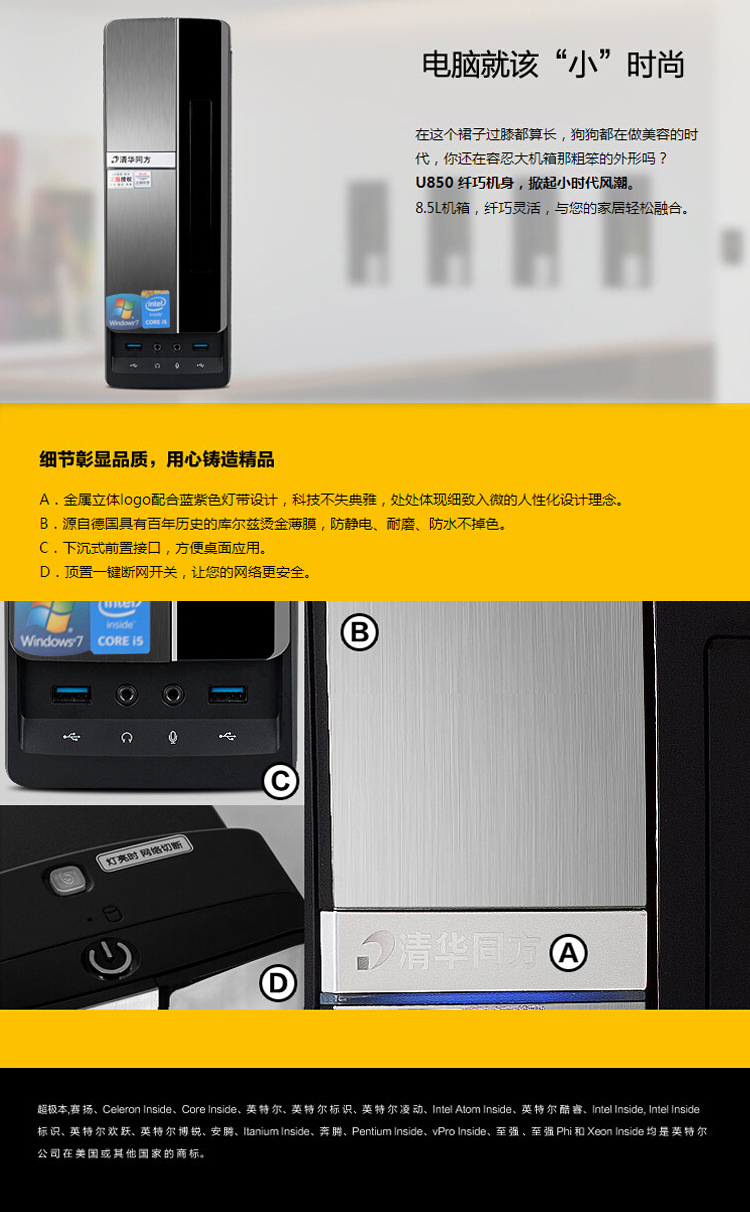 电脑就该“小”时尚
在这个裙子过膝都算长，狗狗都在做美容的时
代，你还在容忍大机箱那粗笨的外形吗？
U850 纤巧机身，掀起小时代风潮。
8.5L机箱，纤巧灵活，与您的家居轻松融合。
清华同方
Windows7
intel
inside
CORE i5
细节彰显品质，用心铸造精品
A．金属立体logo配合蓝紫色灯带设计，科技不失典雅，处处体现细致入微的人性化设计理念。
B．源自德国具有百年历史的库尔兹烫金薄膜，防静电、耐磨、防水不掉色。
C．下沉式前置接口，方便桌面应用。
D．顶置一键断网开关，让您的网络更安全。
Windows7
intel
inside
CORE i5
B
C
灯亮时 网络切断
清华同方
A
D
超极本,赛扬、Celeron Inside、Core Inside、英特尔、英特尔标识、英特尔凌动、Intel Atom Inside、英特尔酷睿、Intel Inside, Intel Inside
标识、英特尔欢跃、英特尔博锐、安腾、Itanium Inside、奔腾、Pentium Inside、vPro Inside、至强、至强 Phi 和 Xeon Inside 均是英特尔
公司在美国或其他国家的商标。